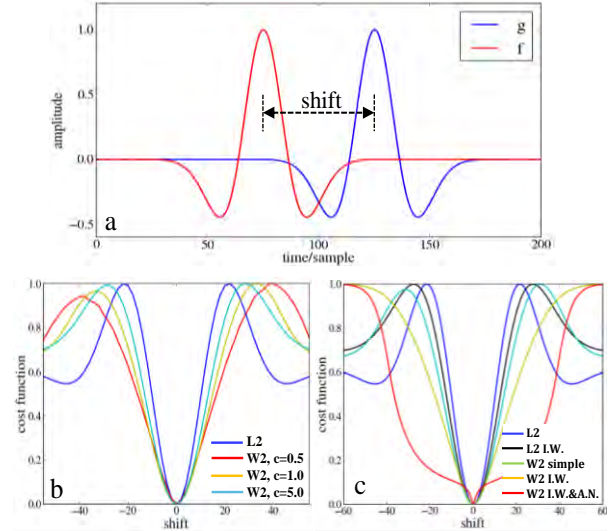 g
f
shift
amplitude
1.0
0.5
0.0
−0.5
a
0
50
100
150
200
time/sample
cost function
1.0
0.8
0.6
0.4
0.2
0.0
L2
W2, c=0.5
W2, c=1.0
W2, c=5.0
b
−40
−20
0
20
40
shift
cost function
1.0
0.8
0.6
0.4
0.2
0.0
L2
L2 I.W.
W2 simple
W2 I.W.
W2 I.W.&A.N.
c
−60
−40
−20
0
20
40
60
shift